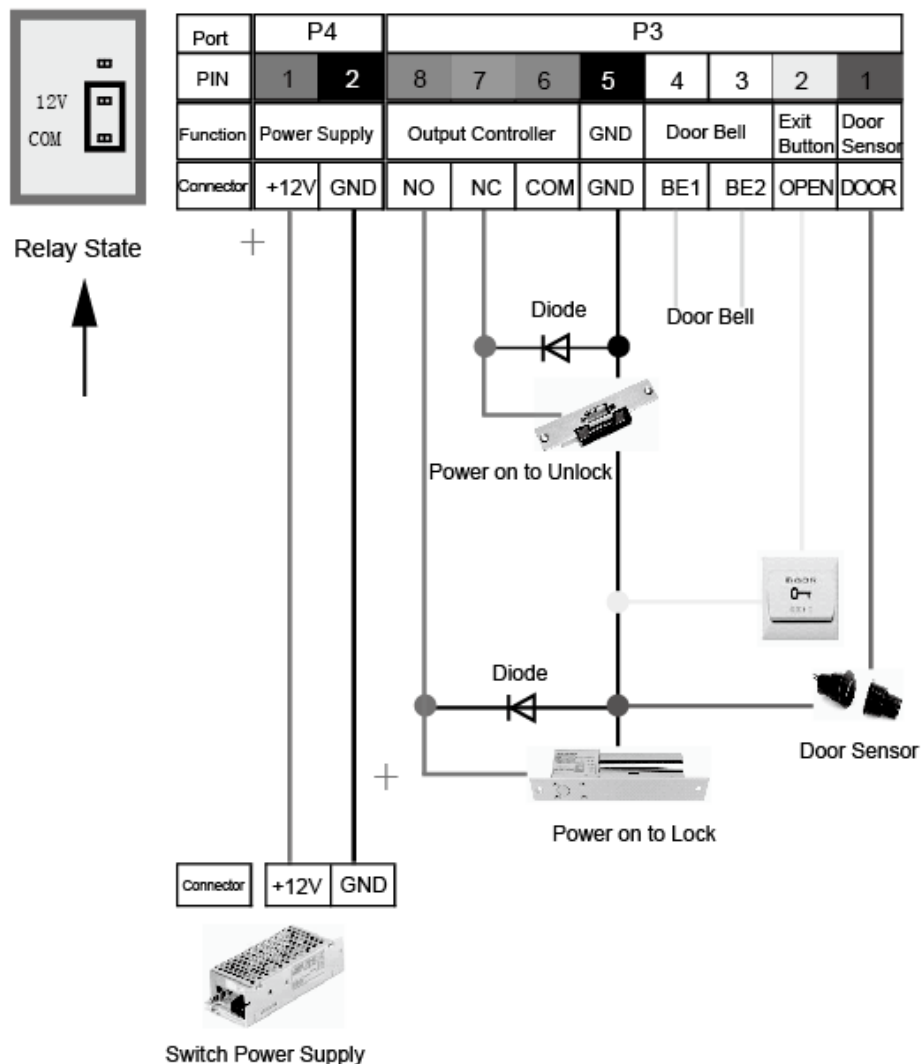 Port P4 P3
PIN 1 2 8 7 6 5 4 3 2 1
12V
COM
Function Power Supply Output Controller GND Door Bell Exit Button Door Sensor
Connector +12V GND NO NC COM GND BE1 BE2 OPEN DOOR
Relay State
Diode
Door Bell
Power on to Unlock
Diode
Door Sensor
Power on to Lock
Connector +12V GND
Switch Power Supply